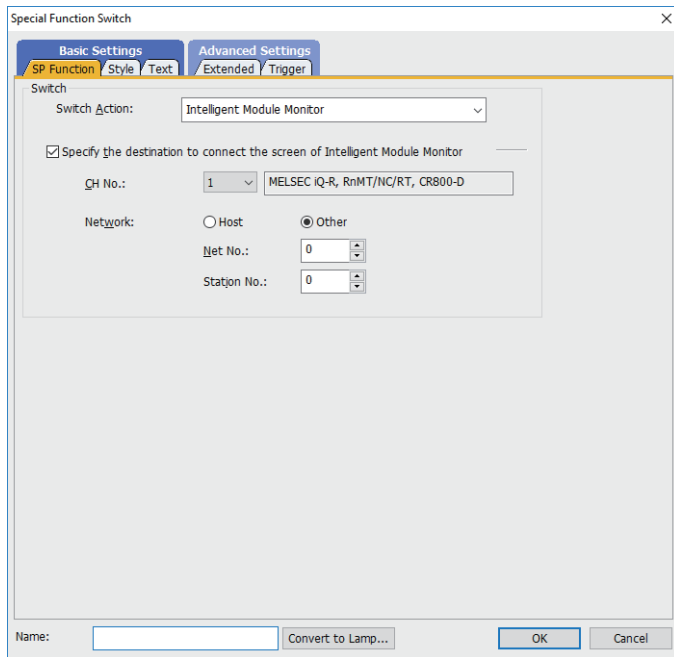 Special Function Switch
Basic Settings Advanced Settings
SP Function Style Text Extended Trigger
Switch
Switch Action: Intelligent Module Monitor
Specify the destination to connect the screen of Intelligent Module Monitor
CH No.: 1 MELSEC iQ-R, RnMT/NC/RT, CR800-D
Network: Host Other
Net No.: 0
Station No.: 0
Name: Convert to Lamp... OK Cancel